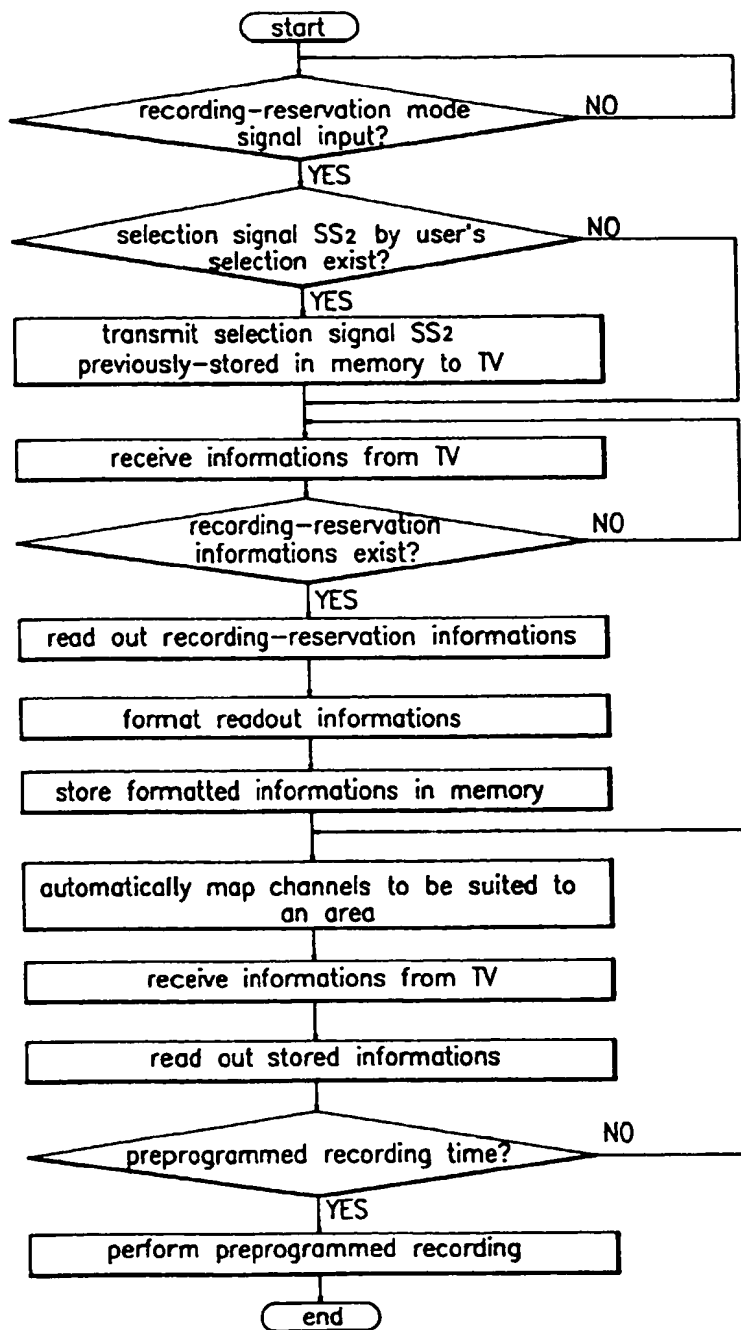 start
recording-reservation mode
signal input?
NO
YES
selection signal SS2 by user's
selection exist?
NO
YES
transmit selection signal SS2
previously-stored in memory to TV
receive informations from TV
recording-reservation
informations exist?
NO
YES
read out recording-reservation informations
format readout informations
store formatted informations in memory
automatically map channels to be suited to
an area
receive informations from TV
read out stored informations
preprogrammed recording time?
NO
YES
perform preprogrammed recording
end